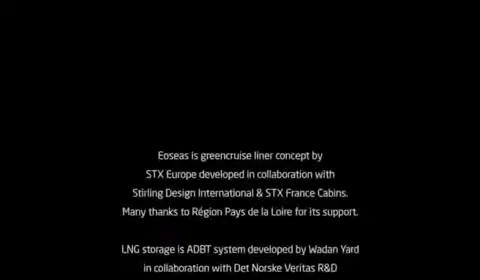 Eoseas is greencruise liner concept by
STX Europe developed in collaboration with
Stirling Design International & STX France Cabins.
Many thanks to Région Pays de la Loire for its support.
LNG storage is ADBT system developed by Wadan Yard
in collaboration with Det Norske Veritas R&D